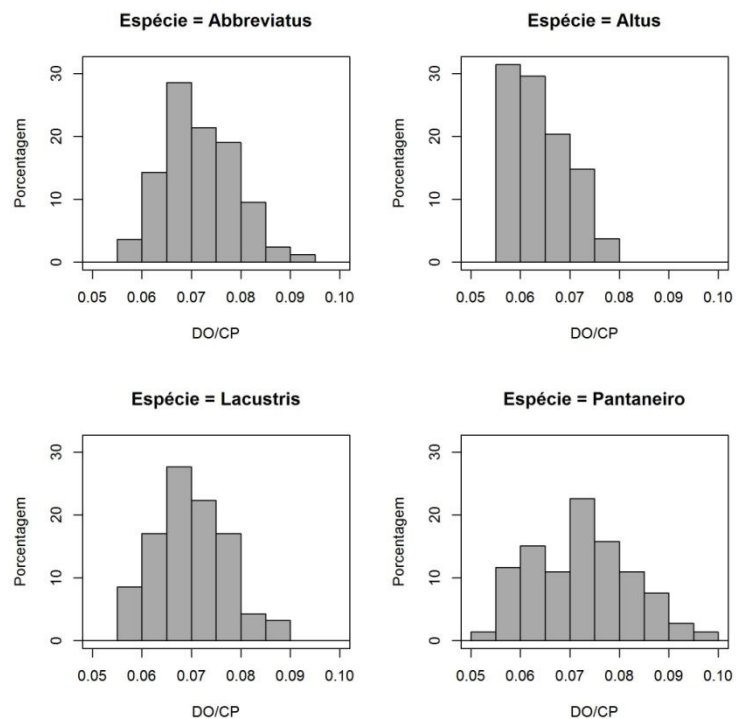 Espécie = Abbreviatus
Porcentagem
30
20
10
0
0.05 0.06 0.07 0.08 0.09 0.10
DO/CP
Espécie = Altus
Porcentagem
30
20
10
0
0.05 0.06 0.07 0.08 0.09 0.10
DO/CP
Espécie = Lacustris
Porcentagem
30
20
10
0
0.05 0.06 0.07 0.08 0.09 0.10
DO/CP
Espécie = Pantaneiro
Porcentagem
30
20
10
0
0.05 0.06 0.07 0.08 0.09 0.10
DO/CP